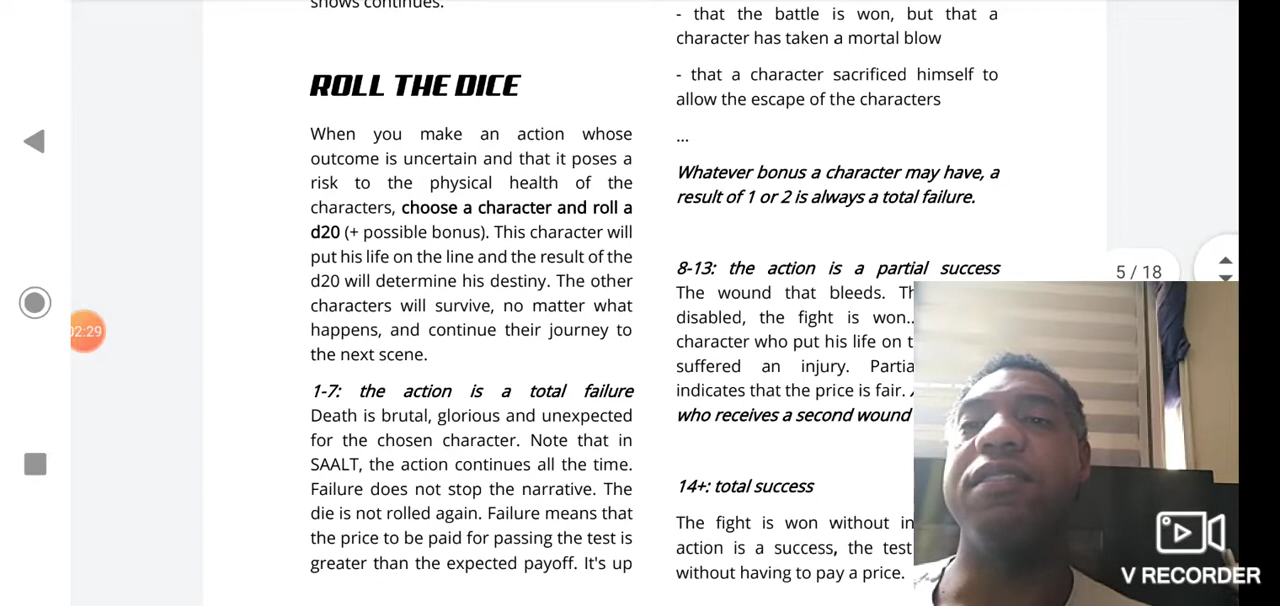 shows continues.
ROLL THE DICE
When you make an action whose
outcome is uncertain and that it poses a
risk to the physical health of the
characters, choose a character and roll a
d20 (+ possible bonus). This character will
put his life on the line and the result of the
d20 will determine his destiny. The other
characters will survive, no matter what
happens, and continue their journey to
the next scene.
1-7: the action is a total failure
Death is brutal, glorious and unexpected
for the chosen character. Note that in
SAALT, the action continues all the time.
Failure does not stop the narrative. The
die is not rolled again. Failure means that
the price to be paid for passing the test is
greater than the expected payoff. It's up
- that the battle is won, but that a
character has taken a mortal blow
- that a character sacrificed himself to
allow the escape of the characters
...
Whatever bonus a character may have, a
result of 1 or 2 is always a total failure.
8-13: the action is a partial success
The wound that bleeds.
disabled, the fight is won..
character who put his life on
suffered an injury.
indicates that the price is fair.
who receives a second wound
14+: total success
The fight is won without
action is a success, the test
without having to pay a price.
5 / 18
02:29
V RECORDER